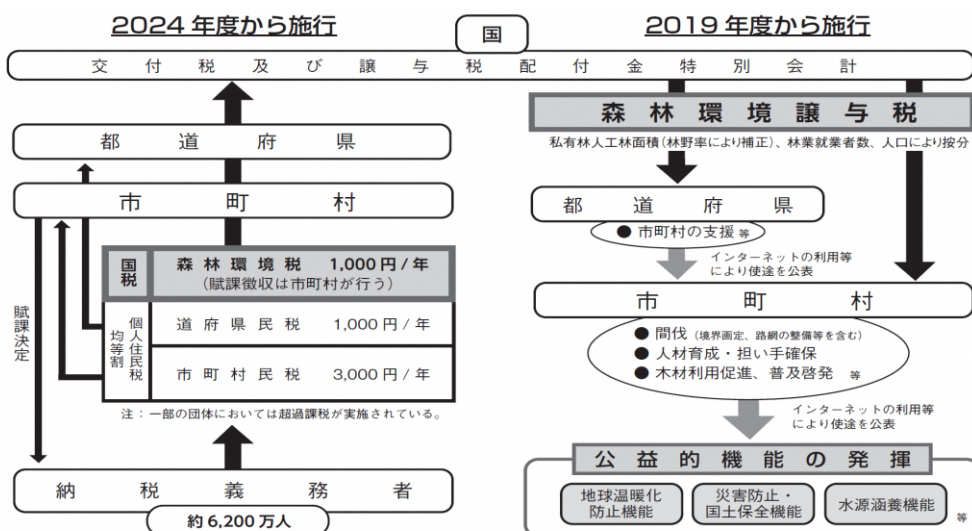 2024年度から施行
国
2019年度から施行
交付税及び譲与税配付金特別会計
都道府県
市町村
国税
森林環境税 1,000円/年
(賦課徴収は市町村が行う)
個人住民税
均等割
道府県民税 1,000円/年
市町村民税 3,000円/年
注：一部の団体においては超過課税が実施されている。
賦課決定
納税義務者
約6,200万人
森林環境譲与税
私有林人工林面積(林野率により補正)、林業就業者数、人口により按分
都道府県
● 市町村の支援 等
インターネットの利用等
により使途を公表
市町村
● 間伐 (境界画定、路網の整備等を含む)
● 人材育成・担い手確保
● 木材利用促進、普及啓発 等
インターネットの利用等
により使途を公表
公益的機能の発揮
地球温暖化
防止機能
災害防止・
国土保全機能
水源涵養機能
等